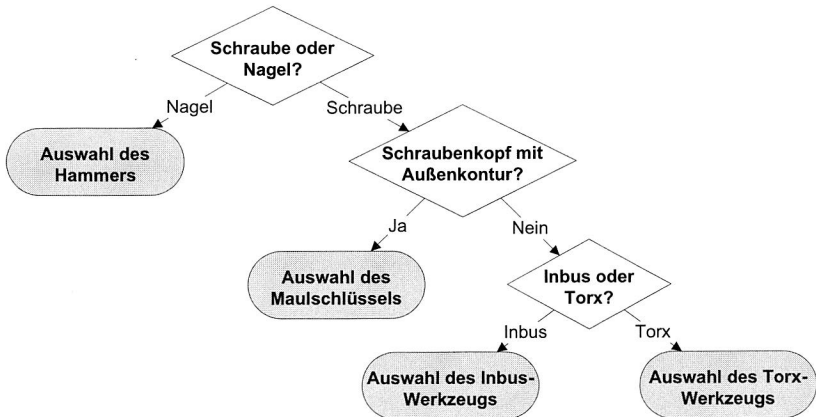 Schraube oder
Nagel?
Nagel
Schraube
Auswahl des
Hammers
Schraubenkopf mit
Außenkontur?
Ja
Nein
Auswahl des
Maulschlüssels
Inbus oder
Torx?
Inbus
Torx
Auswahl des Inbus-
Werkzeugs
Auswahl des Torx-
Werkzeugs